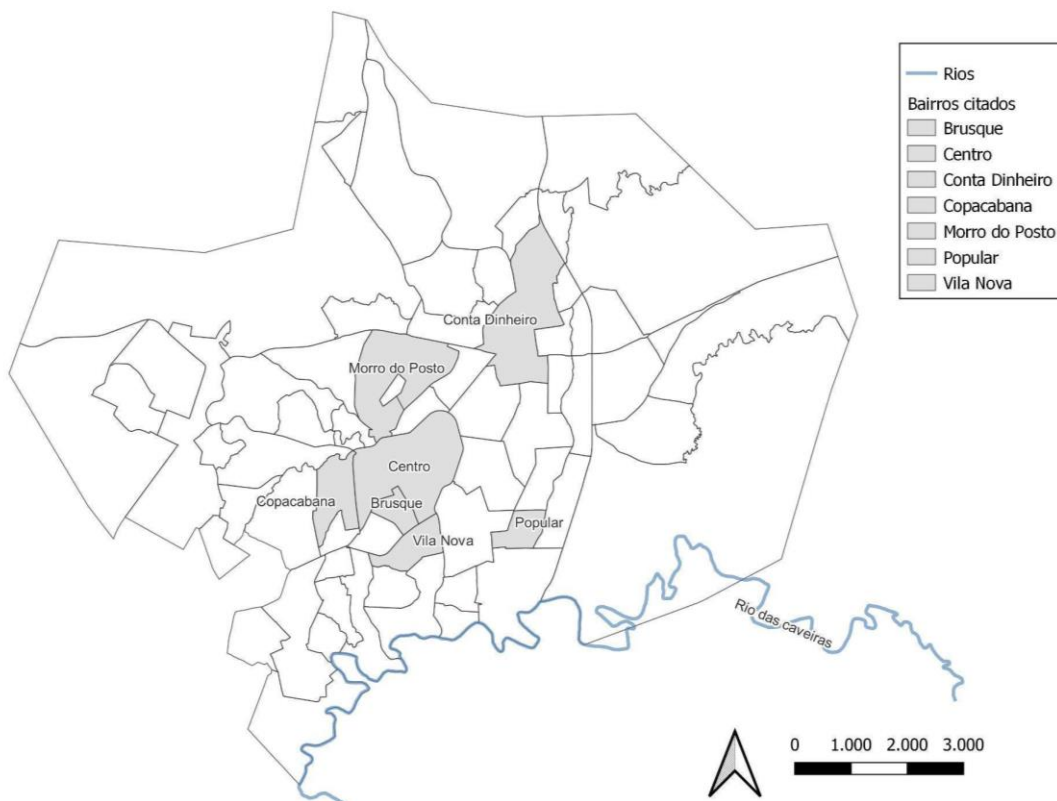 Rios
Bairros citados
Brusque
Centro
Conta Dinheiro
Copacabana
Morro do Posto
Popular
Vila Nova
Conta Dinheiro
Morro do Posto
Centro
Copacabana
Brusque
Popular
Vila Nova
Rio das caveiras
0 1.000 2.000 3.000